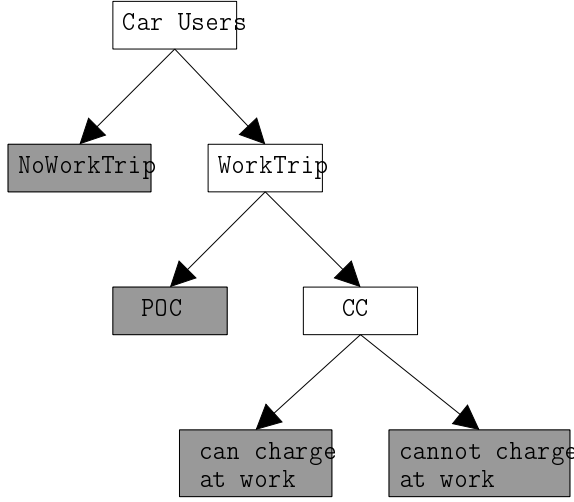 Car Users
NoWorkTrip
WorkTrip
POC
CC
can charge
at work
cannot charge
at work